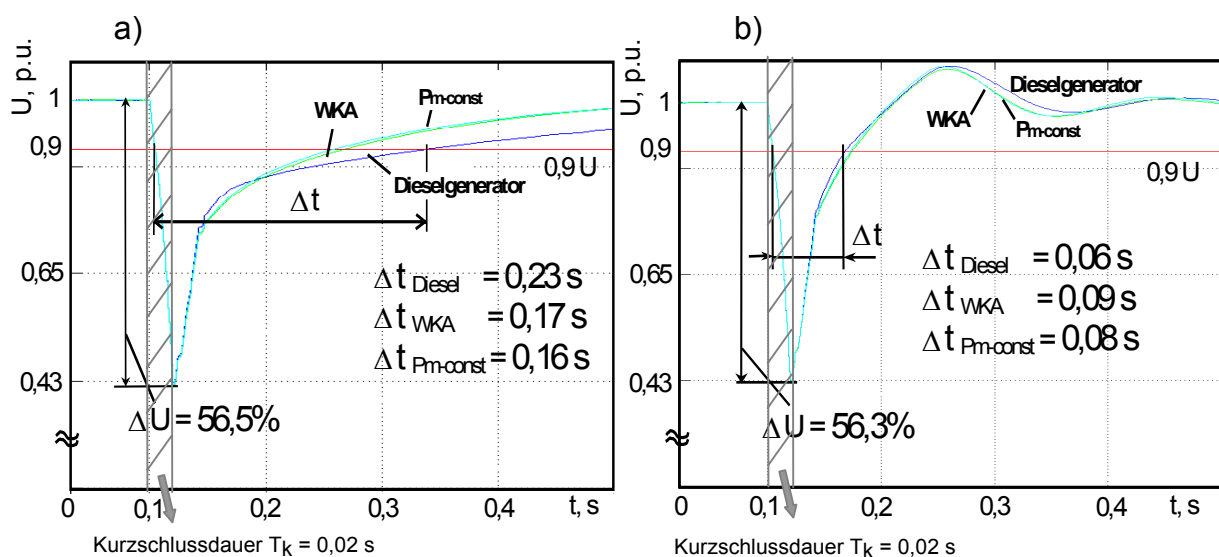 a)
U, p.u.
1
0,9
0,65
0,43
WKA
Pm-const
Dieselgenerator
0,9 U
Δt
Δt Diesel = 0,23 s
Δt WKA = 0,17 s
Δt Pm-const = 0,16 s
ΔU = 56,5%
0
0,1
0,2
0,3
0,4
t, s
Kurzschlussdauer Tk = 0,02 s
b)
U, p.u.
1
0,9
0,65
0,43
Dieselgenerator
WKA
Pm-const
0,9 U
Δt
Δt Diesel = 0,06 s
Δt WKA = 0,09 s
Δt Pm-const = 0,08 s
ΔU = 56,3%
0
0,1
0,2
0,3
0,4
t, s
Kurzschlussdauer Tk = 0,02 s